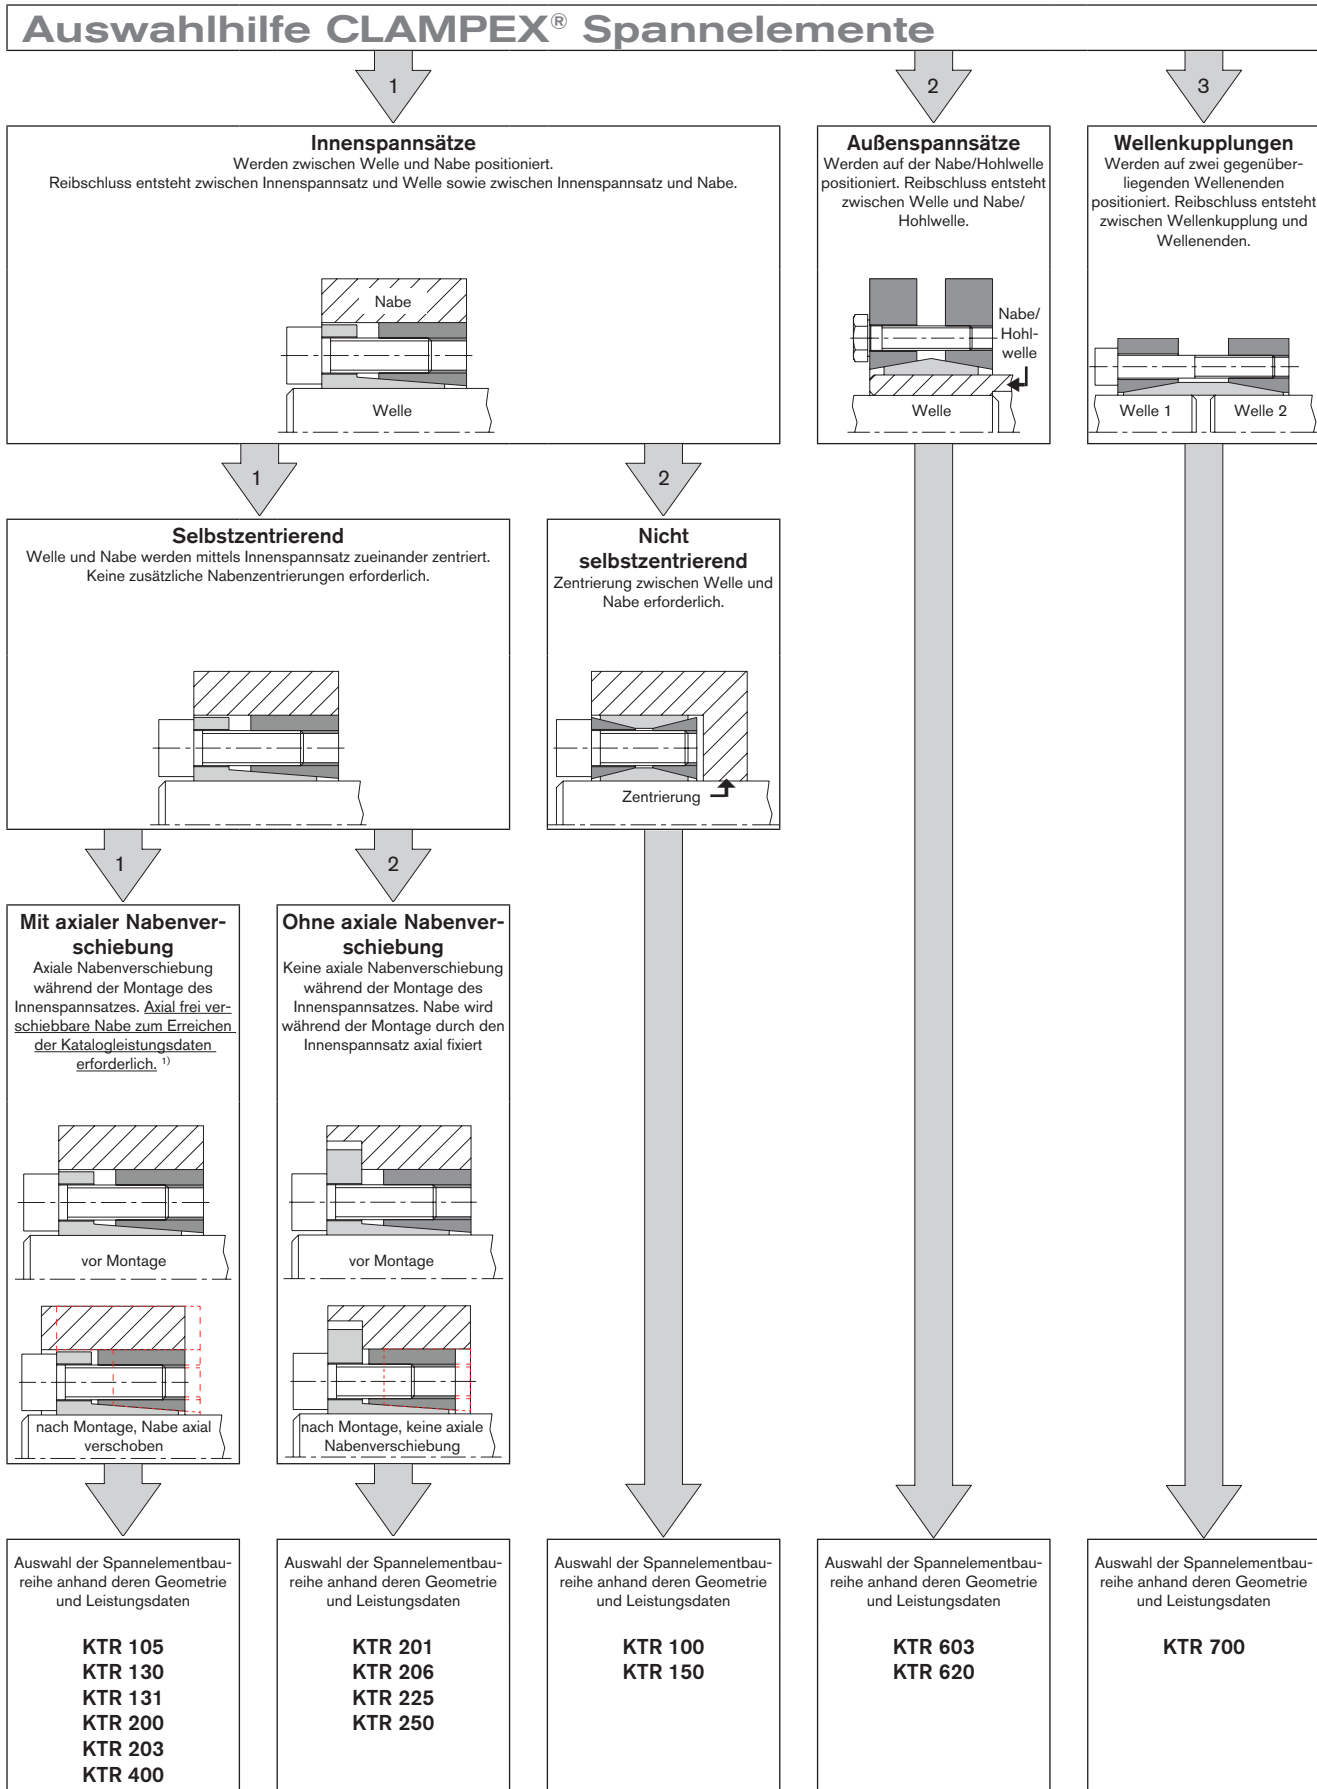 Auswahlhilfe CLAMPEX® Spannelemente
1
2
3
Innenspannsätze
Werden zwischen Welle und Nabe positioniert.
Reibschluss entsteht zwischen Innenspannsatz und Welle sowie zwischen Innenspannsatz und Nabe.
Nabe
Welle
Außenspannsätze
Werden auf der Nabe/Hohlwelle
positioniert. Reibschluss entsteht
zwischen Welle und Nabe/
Hohlwelle.
Nabe/
Hohl-
welle
Welle
Wellenkupplungen
Werden auf zwei gegenüber-
liegenden Wellenenden
positioniert. Reibschluss entsteht
zwischen Wellenkupplung und
Wellenenden.
Welle 1
Welle 2
1
2
Selbstzentrierend
Welle und Nabe werden mittels Innenspannsatz zueinander zentriert.
Keine zusätzliche Nabenzentrierungen erforderlich.
Nicht
selbstzentrierend
Zentrierung zwischen Welle und
Nabe erforderlich.
Zentrierung
1
2
Mit axialer Nabenver-
schiebung
Axiale Nabenverschiebung
während der Montage des
Innenspannsatzes. Axial frei ver-
schiebbare Nabe zum Erreichen
der Katalogleistungsdaten
erforderlich. 1)
vor Montage
nach Montage, Nabe axial
verschoben
Ohne axiale Nabenver-
schiebung
Keine axiale Nabenverschiebung
während der Montage des
Innenspannsatzes. Nabe wird
während der Montage durch den
Innenspannsatz axial fixiert
vor Montage
nach Montage, keine axiale
Nabenverschiebung
Auswahl der Spannelementbau-
reihe anhand deren Geometrie
und Leistungsdaten
KTR 105
KTR 130
KTR 131
KTR 200
KTR 203
KTR 400
Auswahl der Spannelementbau-
reihe anhand deren Geometrie
und Leistungsdaten
KTR 201
KTR 206
KTR 225
KTR 250
Auswahl der Spannelementbau-
reihe anhand deren Geometrie
und Leistungsdaten
KTR 100
KTR 150
Auswahl der Spannelementbau-
reihe anhand deren Geometrie
und Leistungsdaten
KTR 603
KTR 620
Auswahl der Spannelementbau-
reihe anhand deren Geometrie
und Leistungsdaten
KTR 700